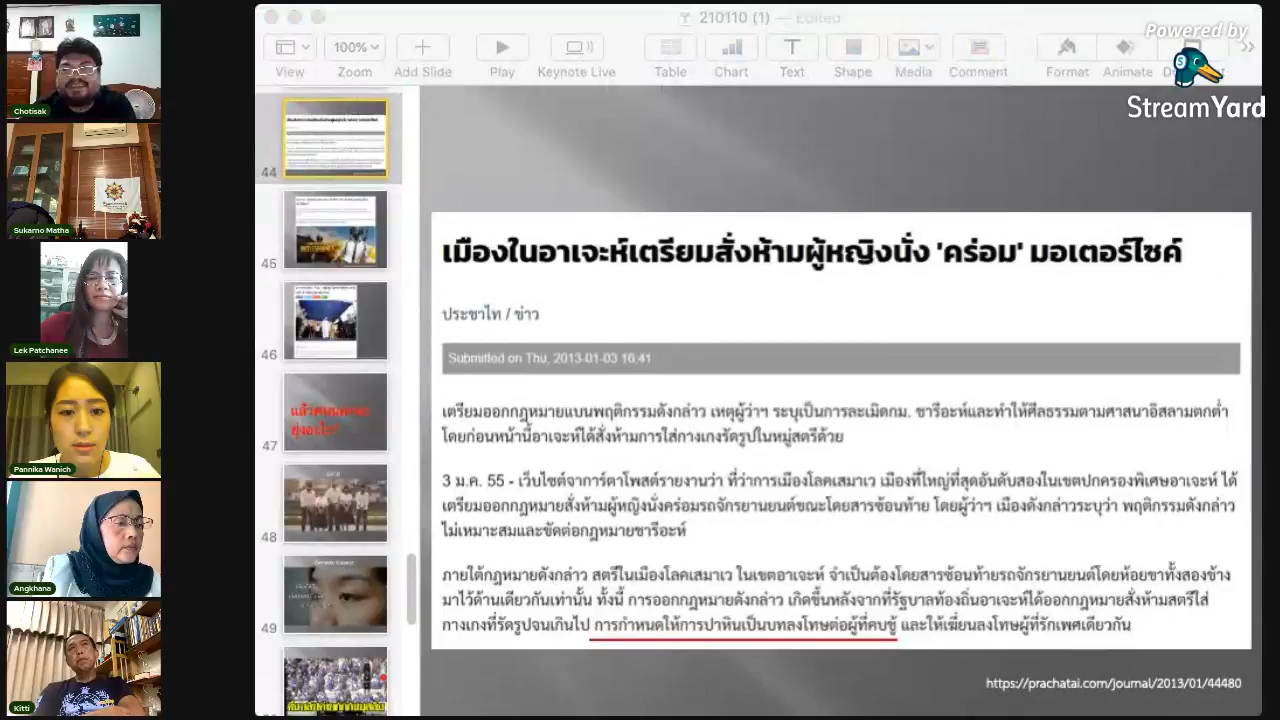 210110 (1) — Edited
Powered by
StreamYard
100%
View
Zoom
Add Slide
Play
Keynote Live
Table
Chart
Text
Shape
Media
Comment
Format
Animate
Chotisak
Sukarno Matha
Lek Patchanee
Pannika Wanich
Angkhana
Kitti
44
45
46
47
48
49
เมืองในอาเจะห์เตรียมสั่งห้ามผู้หญิงนั่ง 'คร่อม' มอเตอร์ไซค์
ประชาไท / ข่าว
Submitted on Thu, 2013-01-03 16:41
เตรียมออกกฎหมายแบนพฤติกรรมดังกล่าว เหตุผู้ว่าฯ ระบุเป็นการละเมิดกม. ชารีอะห์และทำให้ศีลธรรมตามศาสนาอิสลามตกต่ำ
โดยก่อนหน้านี้อาเจะห์ได้สั่งห้ามการใส่กางเกงรัดรูปในหมู่สตรีด้วย
3 ม.ค. 55 - เว็บไซต์จาการ์ตาโพสต์รายงานว่า ที่ว่าการเมืองโลคเสมาเว เมืองที่ใหญ่ที่สุดอันดับสองในเขตปกครองพิเศษอาเจะห์ ได้
เตรียมออกกฎหมายสั่งห้ามผู้หญิงนั่งคร่อมรถจักรยานยนต์ขณะโดยสารซ้อนท้าย โดยผู้ว่าฯ เมืองดังกล่าวระบุว่า พฤติกรรมดังกล่าว
ไม่เหมาะสมและขัดต่อกฎหมายชารีอะห์
ภายใต้กฎหมายดังกล่าว สตรีในเมืองโลคเสมาเว ในเขตอาเจะห์ จำเป็นต้องโดยสารซ้อนท้ายรถจักรยานยนต์โดยห้อยขาทั้งสองข้าง
มาไว้ด้านเดียวกันเท่านั้น ทั้งนี้ การออกกฎหมายดังกล่าว เกิดขึ้นหลังจากที่รัฐบาลท้องถิ่นอาเจะห์ได้ออกกฎหมายสั่งห้ามสตรีใส่
กางเกงที่รัดรูปจนเกินไป การกำหนดให้การปาหินเป็นบทลงโทษต่อผู้ที่คบชู้ และให้เฆี่ยนลงโทษผู้ที่รักเพศเดียวกัน
https://prachatai.com/journal/2013/01/44480